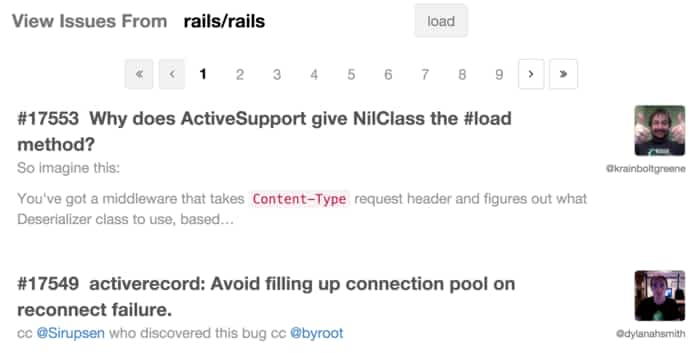 View Issues From rails/rails load
« ‹ 1 2 3 4 5 6 7 8 9 › »
#17553 Why does ActiveSupport give NilClass the #load
method?
So imagine this:
@krainboltgreene
You've got a middleware that takes Content-Type request header and figures out what
Deserializer class to use, based…
#17549 activerecord: Avoid filling up connection pool on
reconnect failure.
cc @Sirupsen who discovered this bug cc @byroot
@dylanahsmith